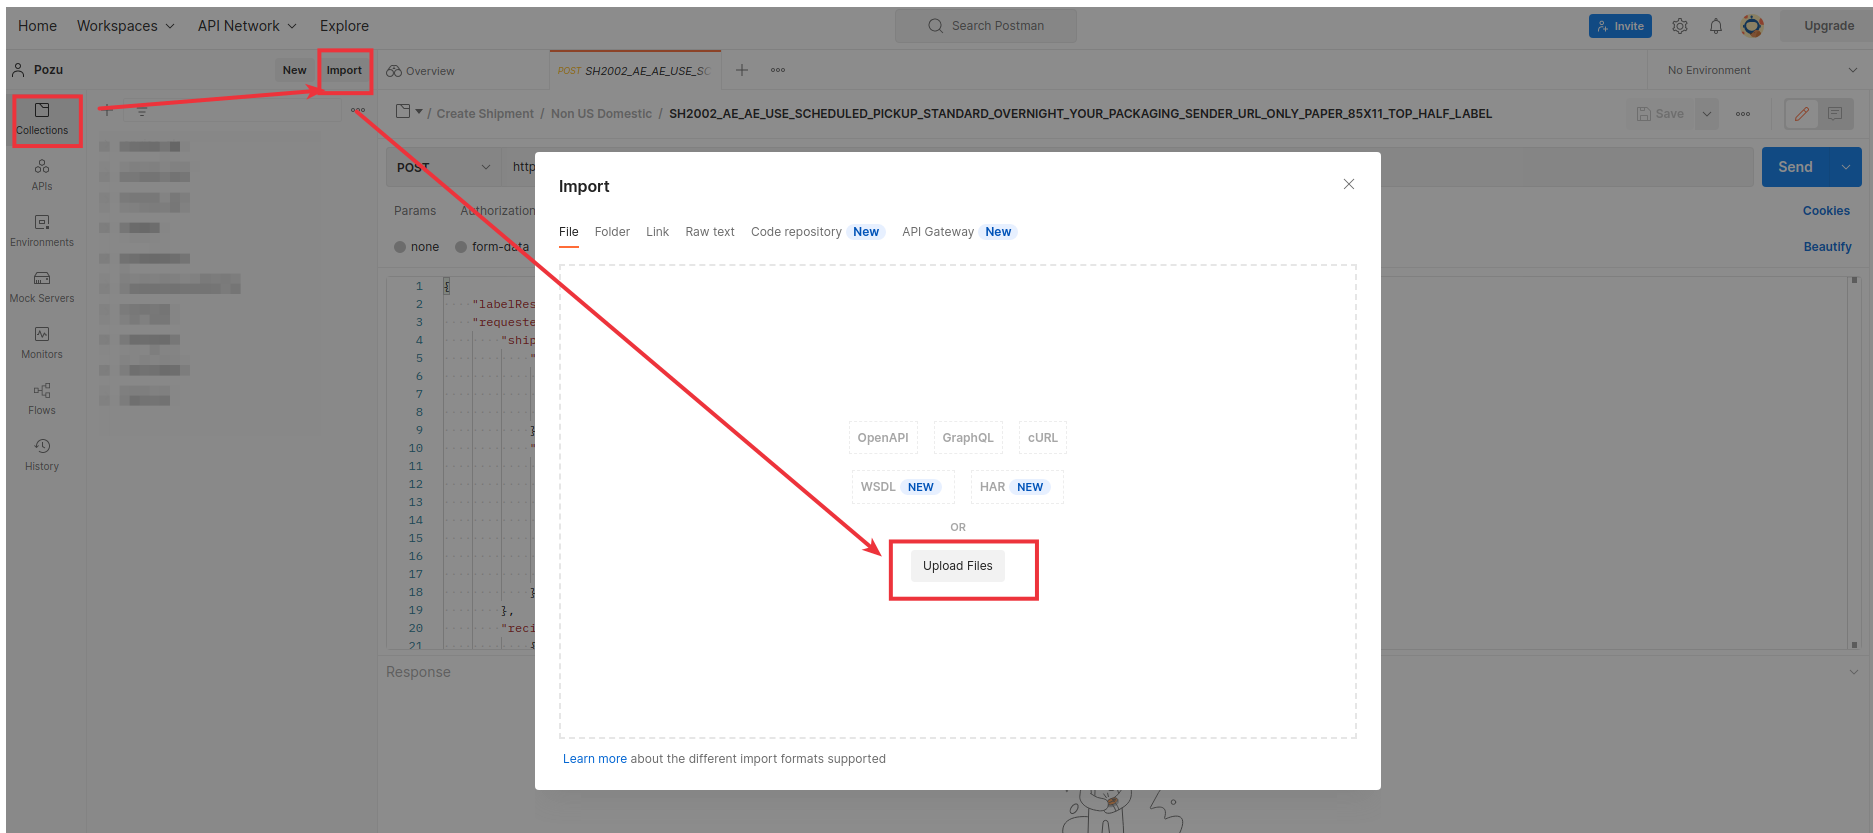 Home Workspaces API Network Explore Search Postman Invite Upgrade
Pozu New Import Overview POST SH2002_AE_AE_USE_SC No Environment
Collections
Create Shipment / Non US Domestic / SH2002_AE_AE_USE_SCHEDULED_PICKUP_STANDARD_OVERNIGHT_YOUR_PACKAGING_SENDER_URL_ONLY_PAPER_85X11_TOP_HALF_LABEL Save
POST http Send
APIs
Params Authorization Cookies
Environments
none form-data Beautify
Mock Servers
Monitors
Flows
History
1 {
2 "labelRes
3 "requeste
4 "ship
5 "
6
7
8
9 }
10 "
11
12
13
14
15
16
17
18 }
19 },
20 "reci
21 {
Response
Import
File Folder Link Raw text Code repository New API Gateway New
OpenAPI GraphQL cURL
WSDL NEW HAR NEW
OR
Upload Files
Learn more about the different import formats supported